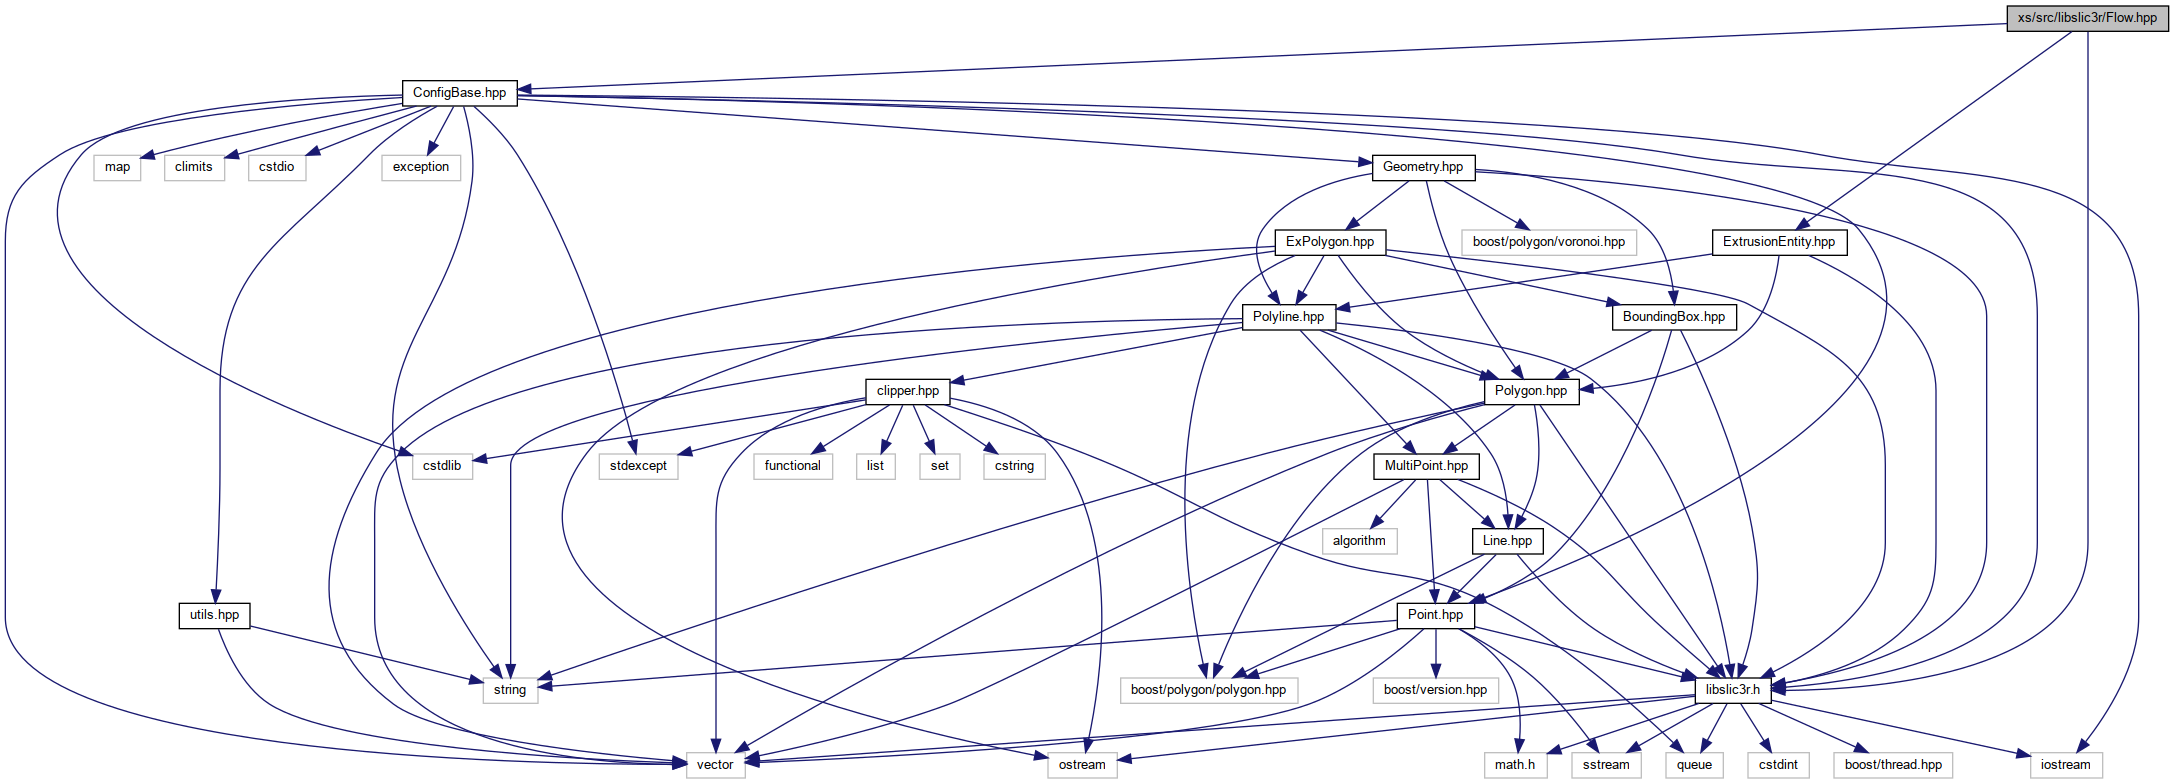 xs/src/libslic3r/Flow.hpp
ConfigBase.hpp
map
climits
cstdio
exception
Geometry.hpp
ExPolygon.hpp
boost/polygon/voronoi.hpp
ExtrusionEntity.hpp
Polyline.hpp
BoundingBox.hpp
clipper.hpp
Polygon.hpp
cstdlib
stdexcept
functional
list
set
cstring
MultiPoint.hpp
algorithm
Line.hpp
utils.hpp
Point.hpp
string
boost/polygon/polygon.hpp
boost/version.hpp
libslic3r.h
vector
ostream
math.h
sstream
queue
cstdint
boost/thread.hpp
iostream